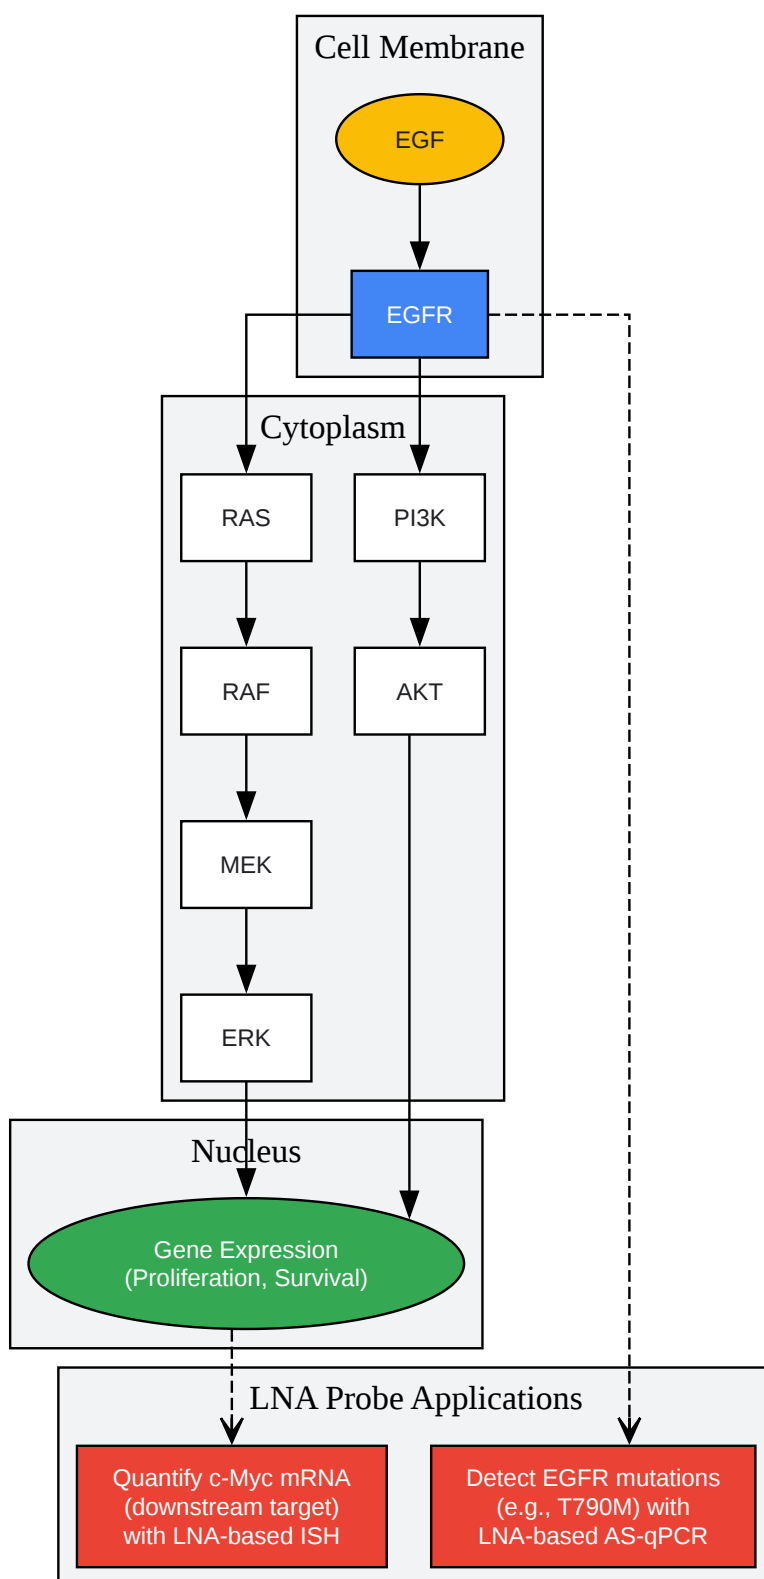 Cell Membrane
EGF
EGFR
Cytoplasm
RAS
PI3K
RAF
AKT
MEK
ERK
Nucleus
Gene Expression
(Proliferation, Survival)
LNA Probe Applications
Quantify c-Myc mRNA
(downstream target)
with LNA-based ISH
Detect EGFR mutations
(e.g., T790M) with
LNA-based AS-qPCR